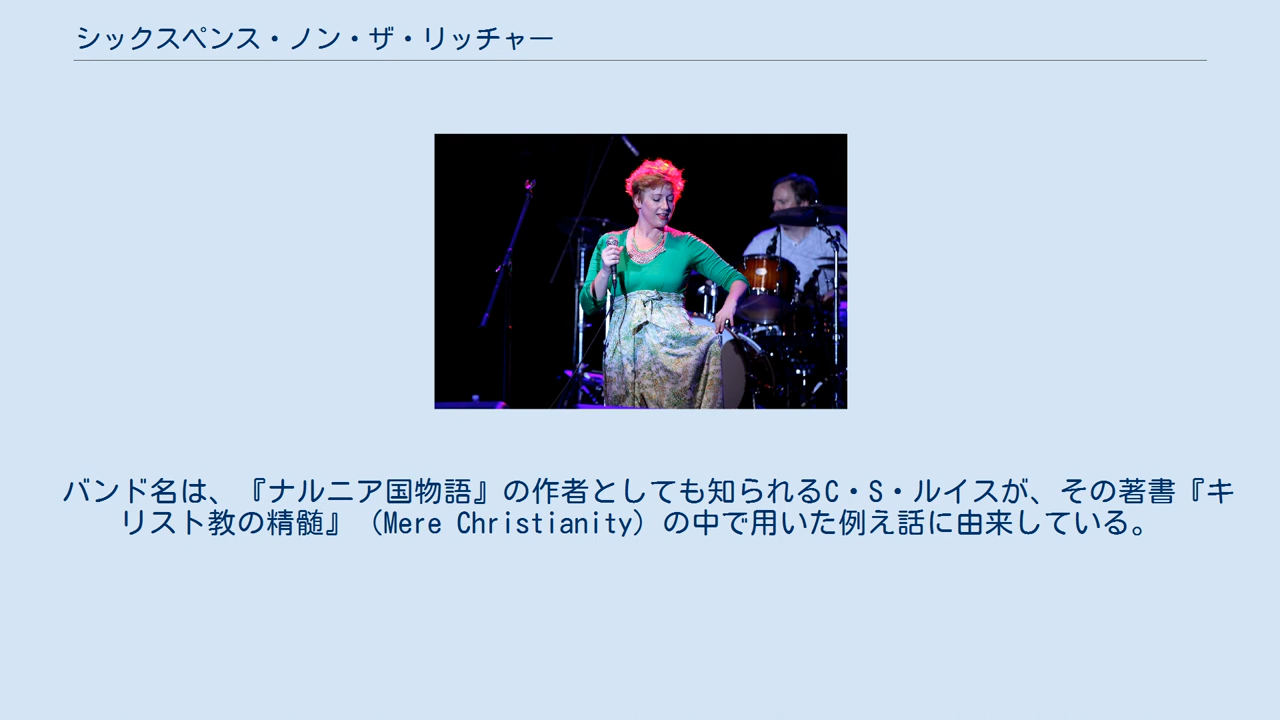 シックスペンス・ノン・ザ・リッチャー
バンド名は、『ナルニア国物語』の作者としても知られるC・S・ルイスが、その著書『キ
リスト教の精髄』（Mere Christianity）の中で用いた例え話に由来している。